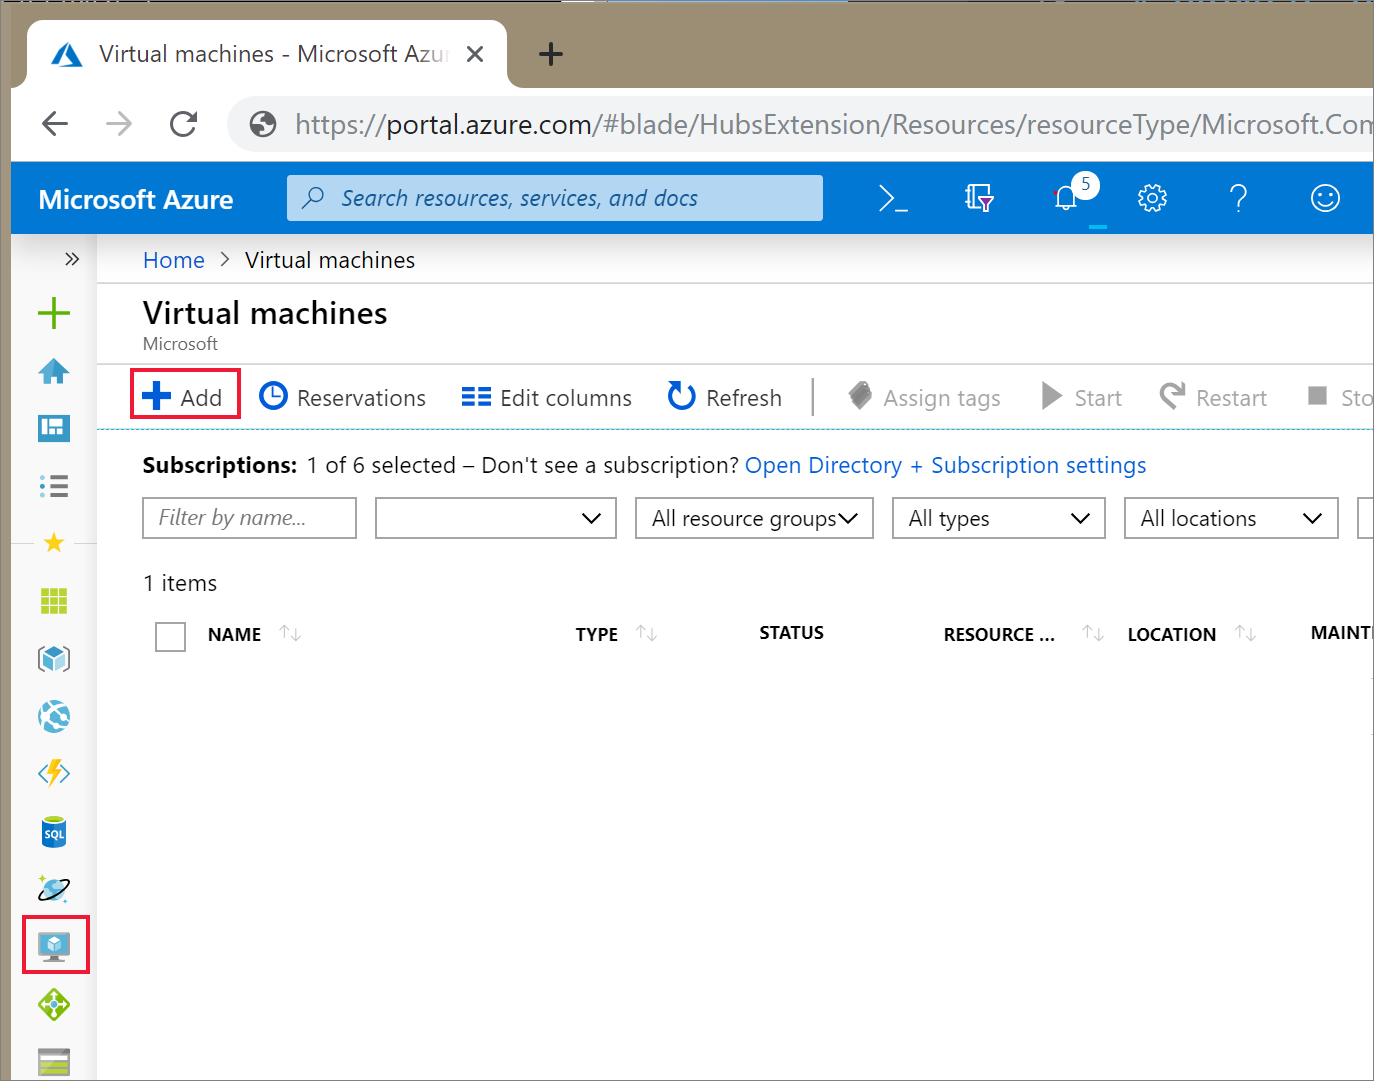 Virtual machines - Microsoft Azu
https://portal.azure.com/#blade/HubsExtension/Resources/resourceType/Microsoft.Com
Microsoft Azure
Search resources, services, and docs
5
Home > Virtual machines
Virtual machines
Microsoft
Add Reservations Edit columns Refresh Assign tags Start Restart Sto
Subscriptions: 1 of 6 selected – Don't see a subscription? Open Directory + Subscription settings
Filter by name... All resource groups All types All locations
1 items
NAME TYPE STATUS RESOURCE ... LOCATION MAINT
SQL